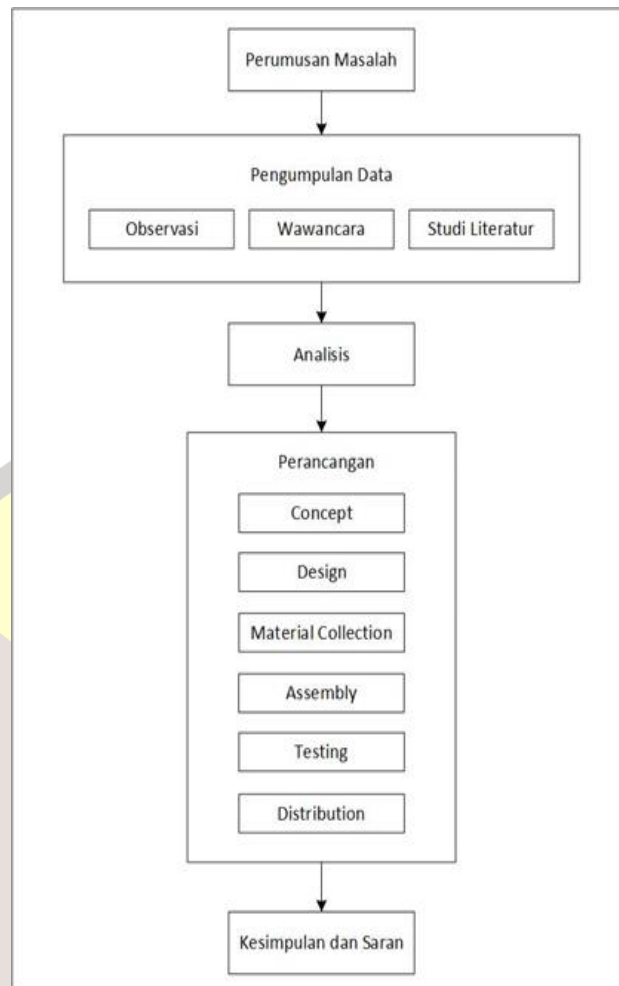 Perumusan Masalah
Pengumpulan Data
Observasi
Wawancara
Studi Literatur
Analisis
Perancangan
Concept
Design
Material Collection
Assembly
Testing
Distribution
Kesimpulan dan Saran